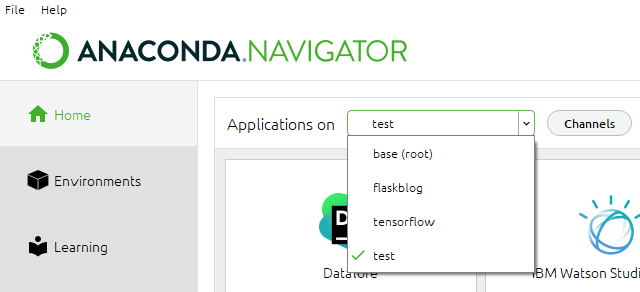 File Help
ANACONDA.NAVIGATOR
Home
Applications on test Channels
base (root)
Environments
flaskblog
tensorflow
Learning
test
IBM Watson Studi